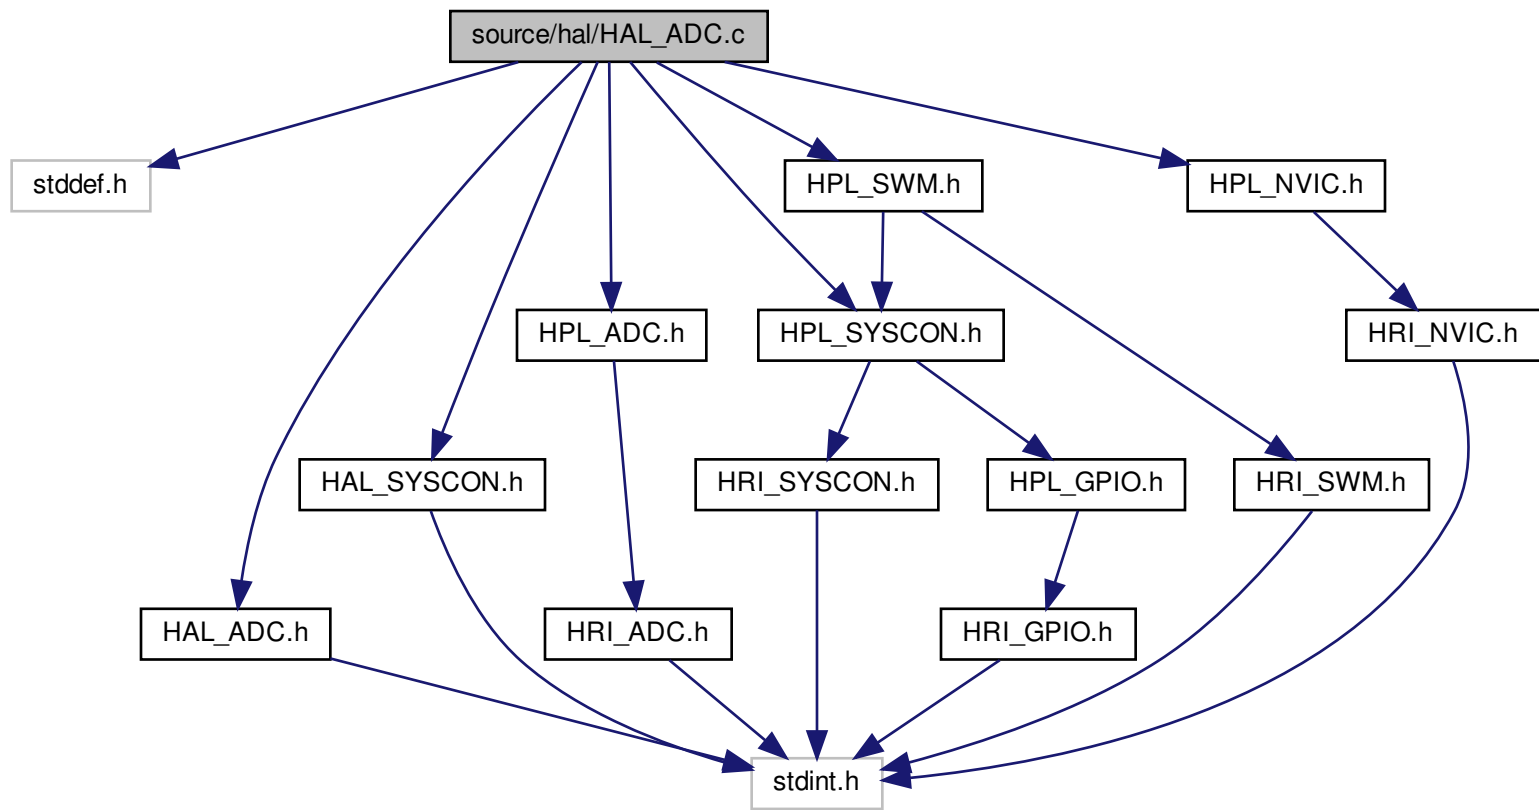 source/hal/HAL_ADC.c
stddef.h
HPL_SWM.h
HPL_NVIC.h
HPL_ADC.h
HPL_SYSCON.h
HRI_NVIC.h
HAL_SYSCON.h
HRI_SYSCON.h
HPL_GPIO.h
HRI_SWM.h
HAL_ADC.h
HRI_ADC.h
HRI_GPIO.h
stdint.h